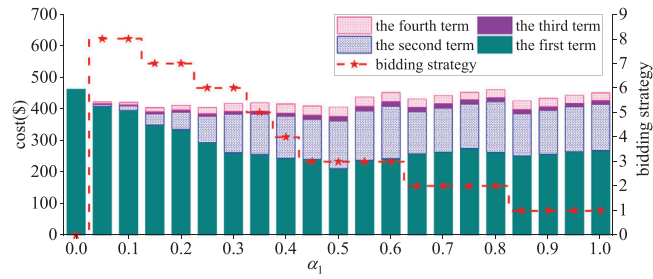 700
600
500
400
300
200
100
0
cost($)
the fourth term the third term
the second term the first term
bidding strategy
9
8
7
6
5
4
3
2
1
0
bidding strategy
0.0 0.1 0.2 0.3 0.4 0.5 0.6 0.7 0.8 0.9 1.0
α₁